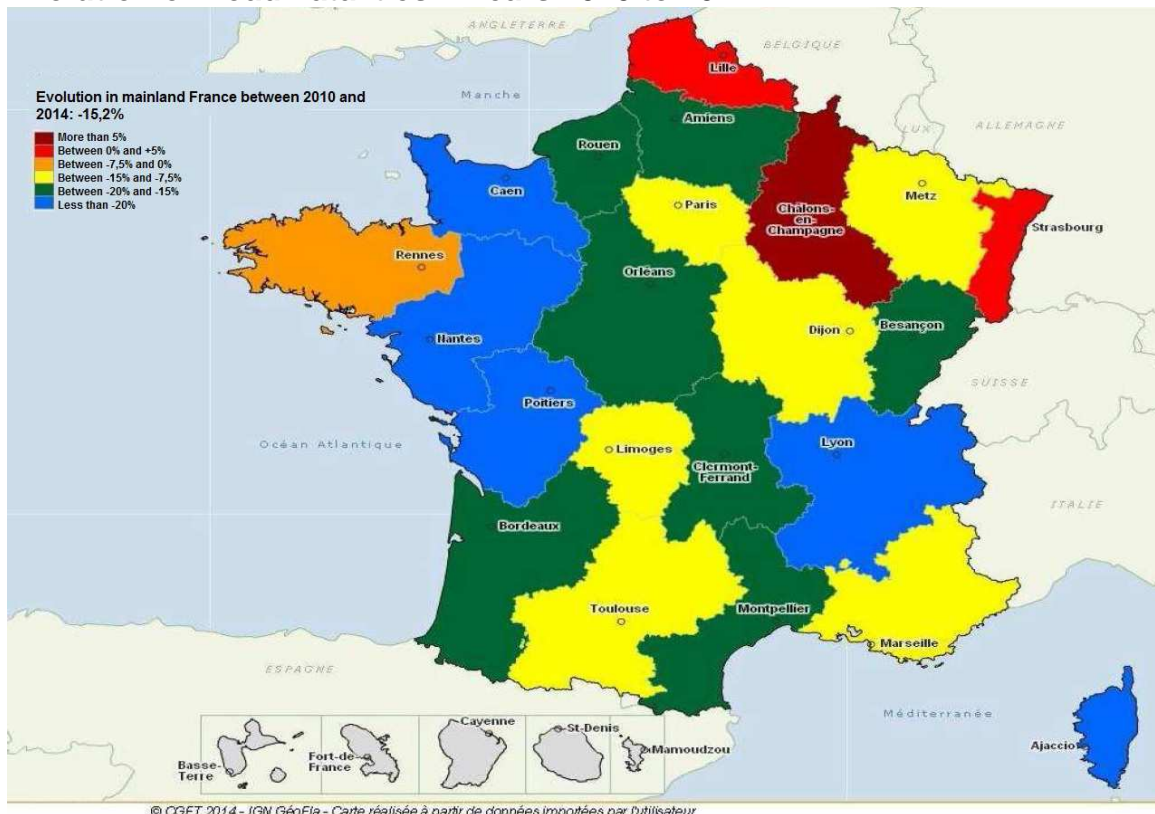 ANGLETERRE
BELGIQUE
Lille
Manche
Evolution in mainland France between 2010 and
2014: -15,2%
More than 5%
Between 0% and +5%
Between -7,5% and 0%
Between -15% and -7,5%
Between -20% and -15%
Less than -20%
Amiens
LUX
ALLEMAGNE
Rouen
Caen
Metz
Paris
Châlons-
en-
Champagne
Strasbourg
Rennes
Orléans
Besançon
Dijon
Nantes
SUISSE
Poitiers
Océan Atlantique
Lyon
Limoges
Clermont-
Ferrand
ITALIE
Bordeaux
Toulouse
Montpellier
Marseille
ESPAGNE
Méditerranée
Cayenne
St-Denis
Ajaccio
Mamoudzou
Fort-de-
France
Basse-
Terre
© CGET 2014 - IGN GéoFla - Carte réalisée à partir de données importées par l'utilisateur